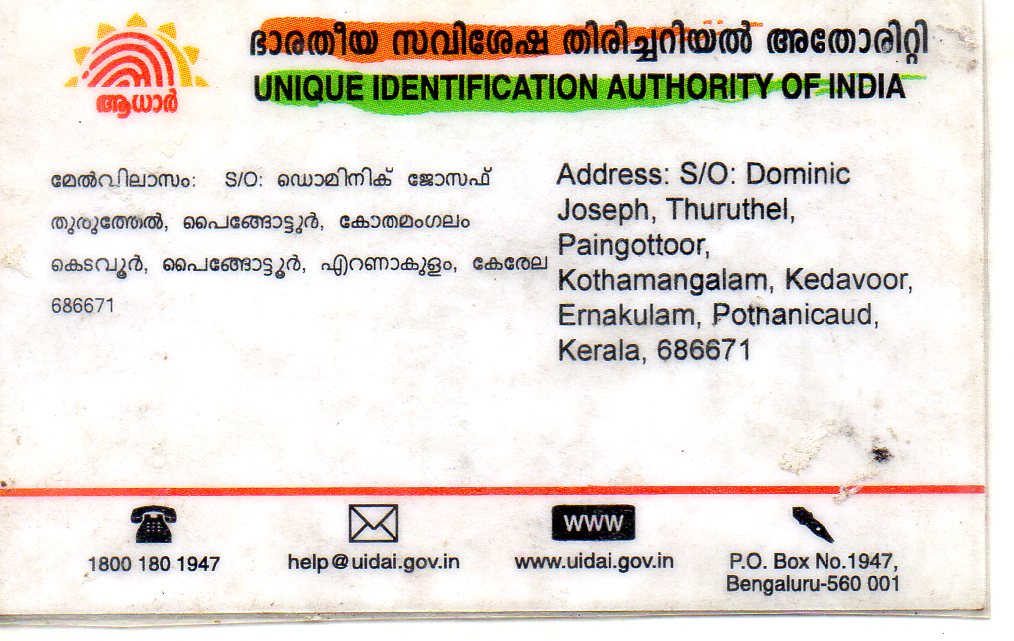 ഭാരതീയ സവിശേഷ തിരിച്ചറിയൽ അതോരിറ്റി
UNIQUE IDENTIFICATION AUTHORITY OF INDIA
ആധാർ
മേൽവിലാസം: S/O: ഡൊമിനിക് ജോസഫ്
തുരുത്തേൽ, പൈങ്ങോട്ടൂർ, കോതമംഗലം
കെടവൂർ, പൈങ്ങോട്ടൂർ, എറണാകുളം, കേരേല
686671
Address: S/O: Dominic
Joseph, Thuruthel,
Paingottoor,
Kothamangalam, Kedavoor,
Ernakulam, Pothanicaud,
Kerala, 686671
1800 180 1947
help@uidai.gov.in
WWW
www.uidai.gov.in
P.O. Box No.1947,
Bengaluru-560 001